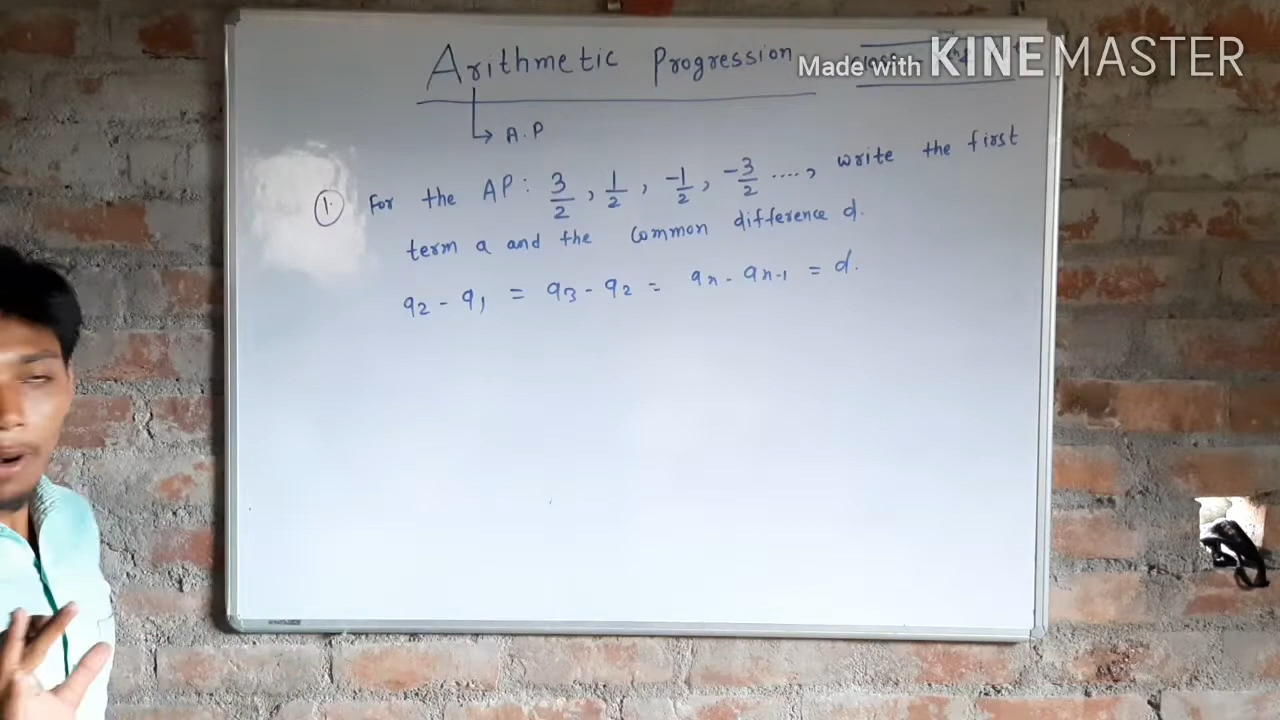 Arithmetic Progression
Made with KINEMASTER
→ A.P
1. For the AP: 3/2, 1/2, -1/2, -3/2 ...., write the first
term a and the common difference d.
a2 - a1 = a3 - a2 = an - an-1 = d.